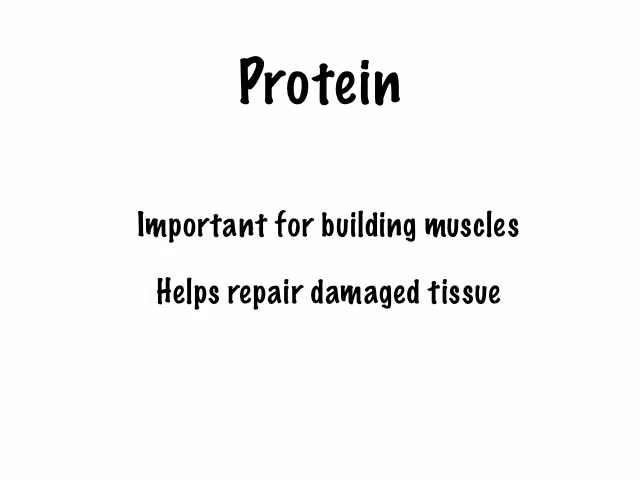 Protein
Important for building muscles
Helps repair damaged tissue